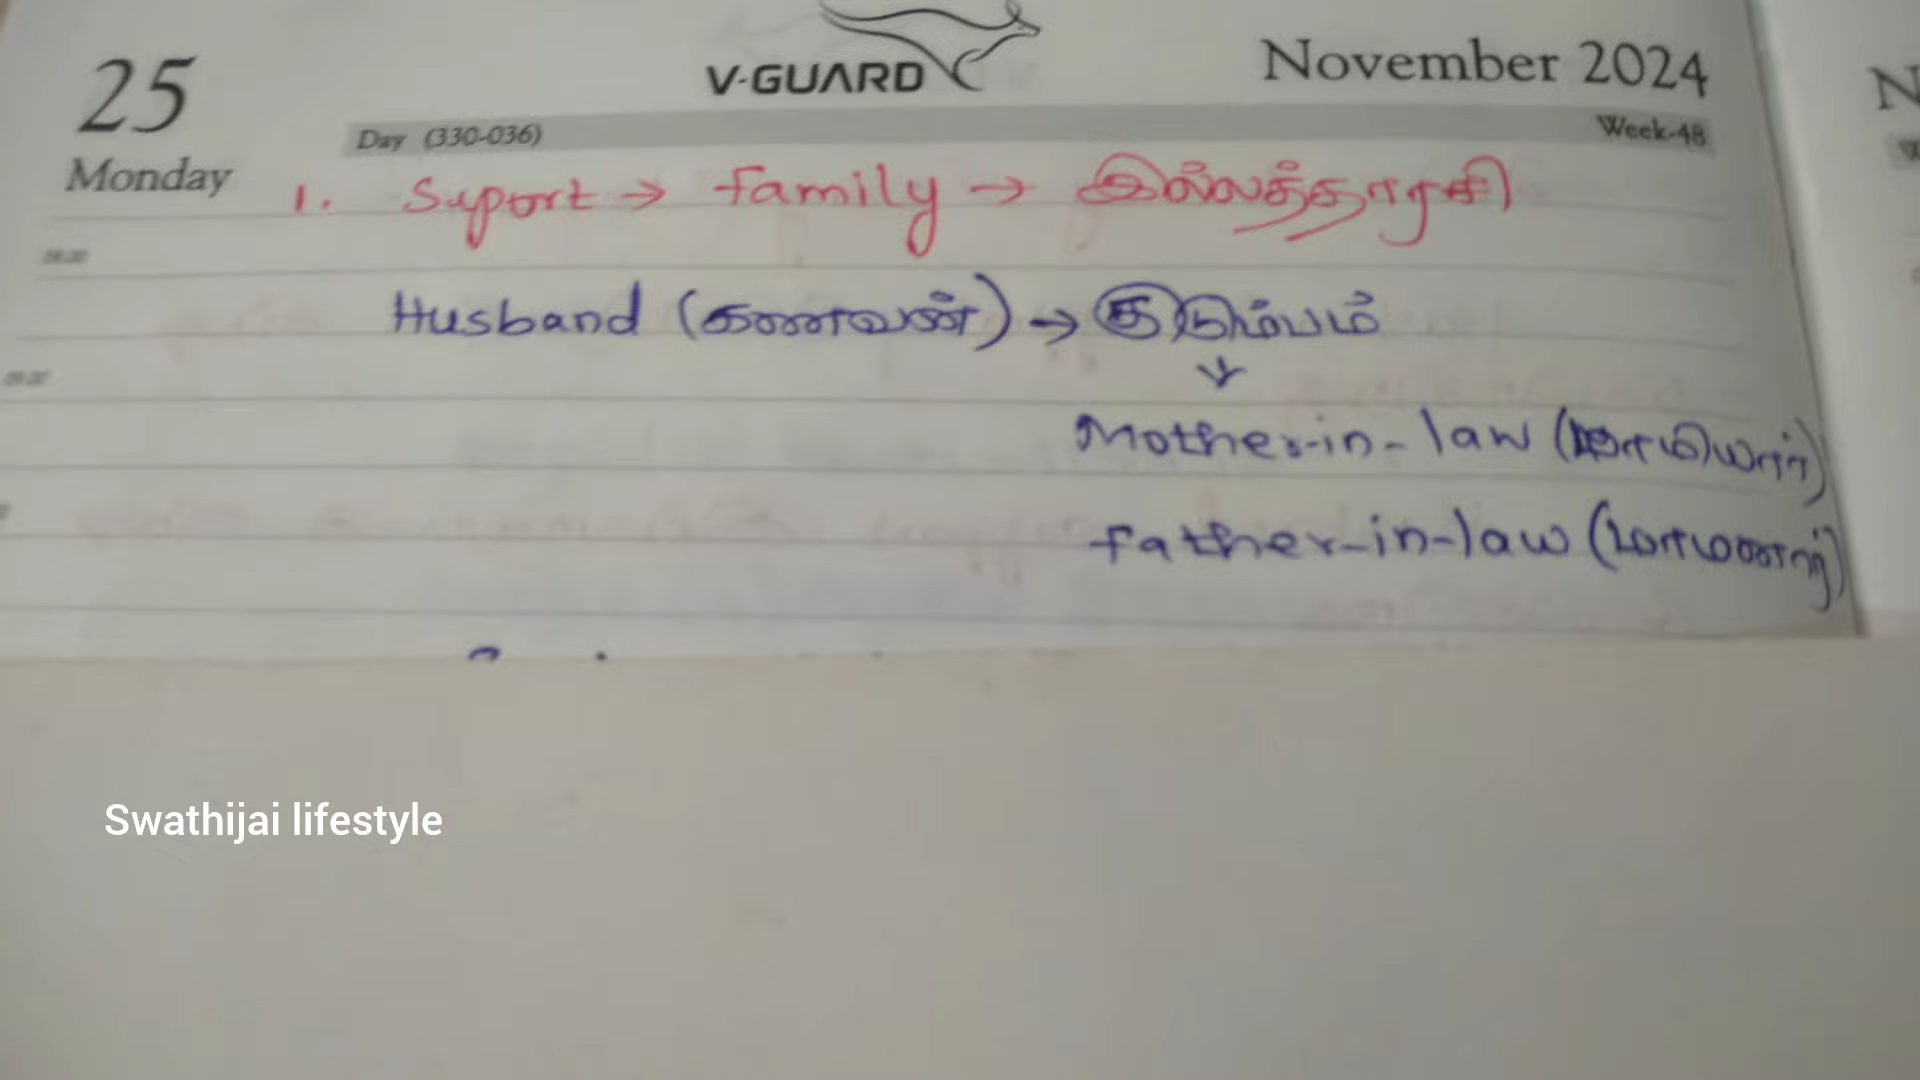 25
V-GUARD
November 2024
Monday
Day (330-036)
Week-48
1. Suport → family → இல்லத்தரசி
Husband (கணவன்) → குடும்பம்
↓
Mother-in-law (மாமியார்)
father-in-law (மாமனார்)
Swathijai lifestyle